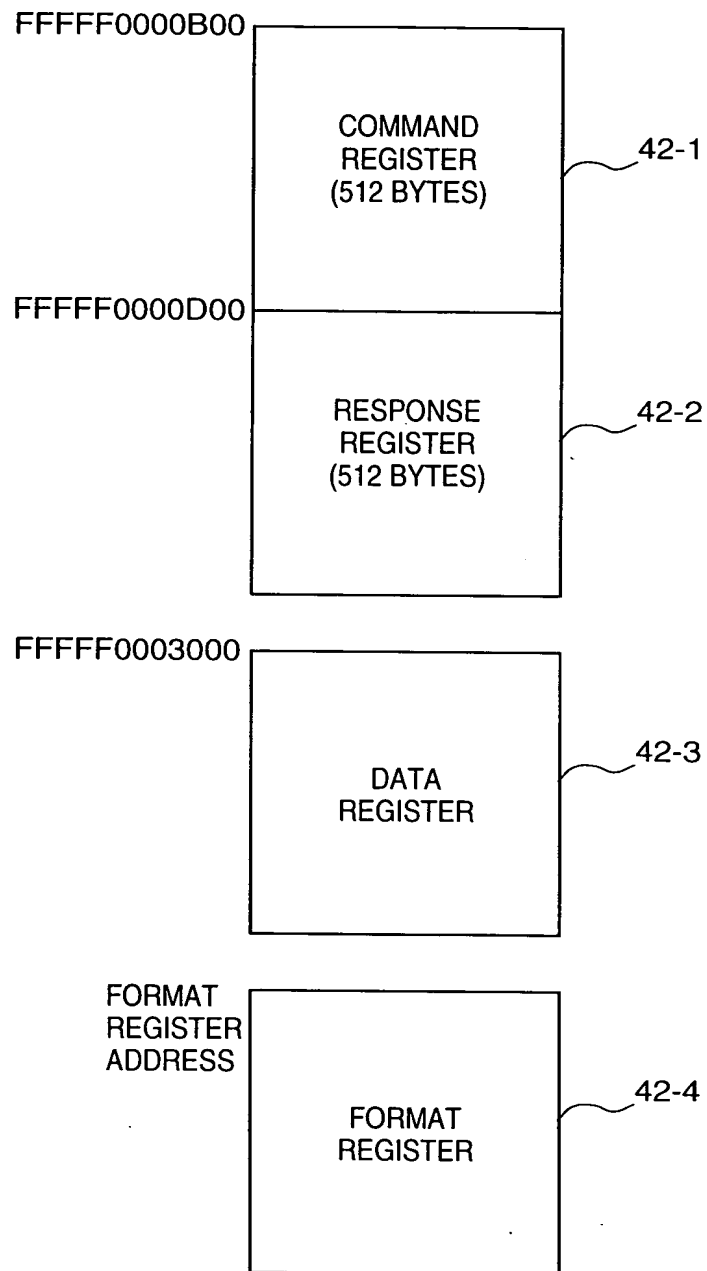 FFFFF0000B00
COMMAND
REGISTER
(512 BYTES)
42-1
FFFFF0000D00
RESPONSE
REGISTER
(512 BYTES)
42-2
FFFFF0003000
DATA
REGISTER
42-3
FORMAT
REGISTER
ADDRESS
FORMAT
REGISTER
42-4